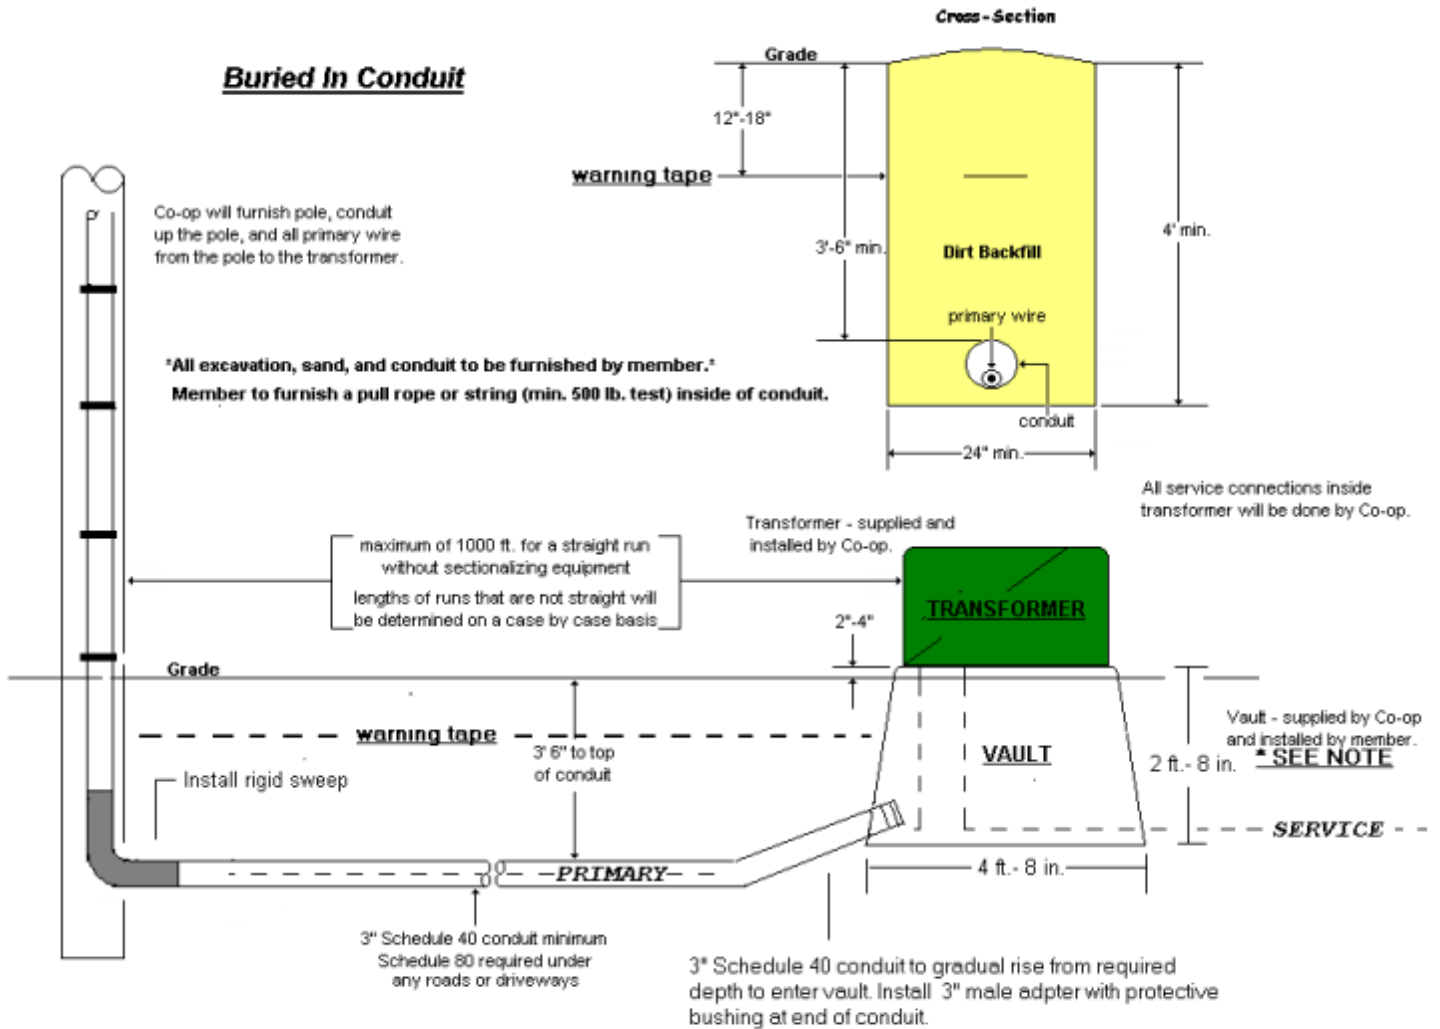 Cross-Section
Grade
Buried In Conduit
12"-18"
warning tape
Co-op will furnish pole, conduit
up the pole, and all primary wire
from the pole to the transformer.
3'-6" min.
4' min.
Dirt Backfill
primary wire
*All excavation, sand, and conduit to be furnished by member.*
Member to furnish a pull rope or string (min. 500 lb. test) inside of conduit.
conduit
24" min.
All service connections inside
transformer will be done by Co-op.
Transformer - supplied and
installed by Co-op.
maximum of 1000 ft. for a straight run
without sectionalizing equipment
lengths of runs that are not straight will
be determined on a case by case basis
TRANSFORMER
2"-4"
Grade
warning tape
3' 6" to top
of conduit
Vault - supplied by Co-op
and installed by member.
* SEE NOTE
VAULT
2 ft.- 8 in.
Install rigid sweep
SERVICE
PRIMARY
4 ft.- 8 in.
3" Schedule 40 conduit minimum
Schedule 80 required under
any roads or driveways
3" Schedule 40 conduit to gradual rise from required
depth to enter vault. Install 3" male adpter with protective
bushing at end of conduit.